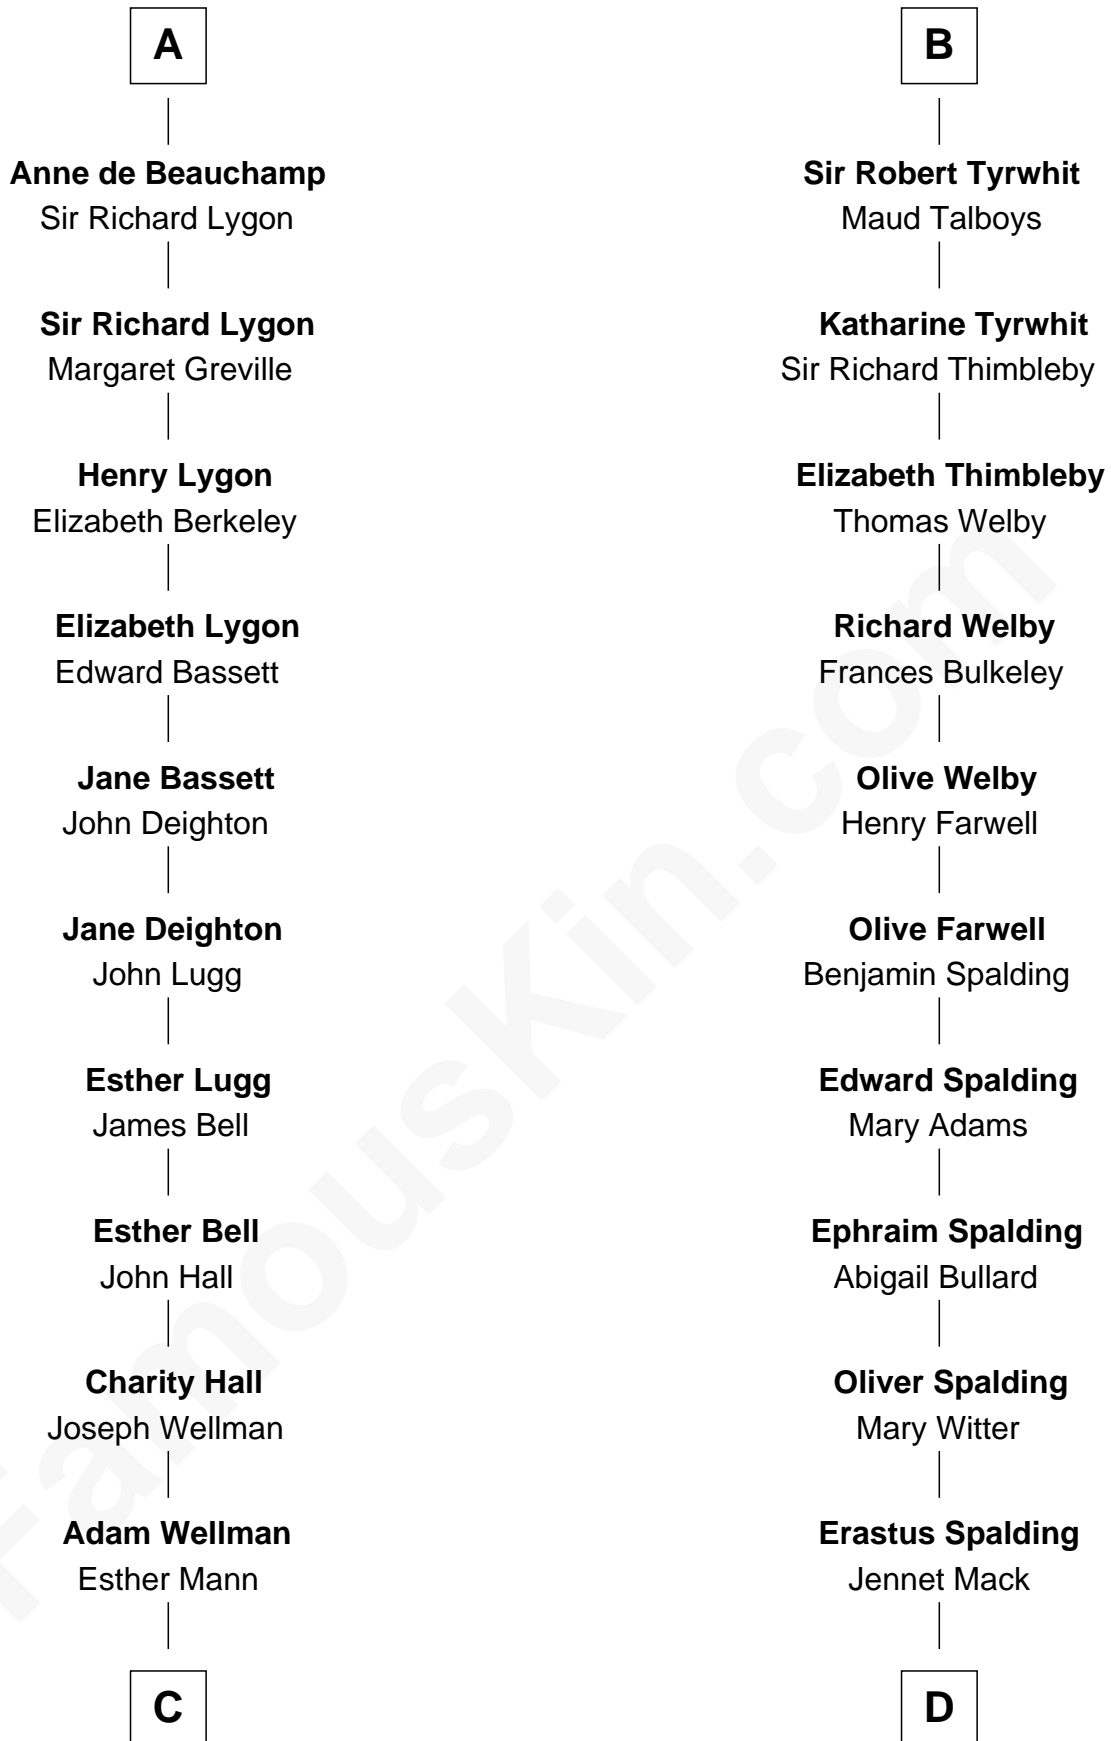 A
Anne de Beauchamp
Sir Richard Lygon
Sir Richard Lygon
Margaret Greville
Henry Lygon
Elizabeth Berkeley
Elizabeth Lygon
Edward Bassett
Jane Bassett
John Deighton
Jane Deighton
John Lugg
Esther Lugg
James Bell
Esther Bell
John Hall
Charity Hall
Joseph Wellman
Adam Wellman
Esther Mann
C
B
Sir Robert Tyrwhit
Maud Talboys
Katharine Tyrwhit
Sir Richard Thimbleby
Elizabeth Thimbleby
Thomas Welby
Richard Welby
Frances Bulkeley
Olive Welby
Henry Farwell
Olive Farwell
Benjamin Spalding
Edward Spalding
Mary Adams
Ephraim Spalding
Abigail Bullard
Oliver Spalding
Mary Witter
Erastus Spalding
Jennet Mack
D
FamousKin.com